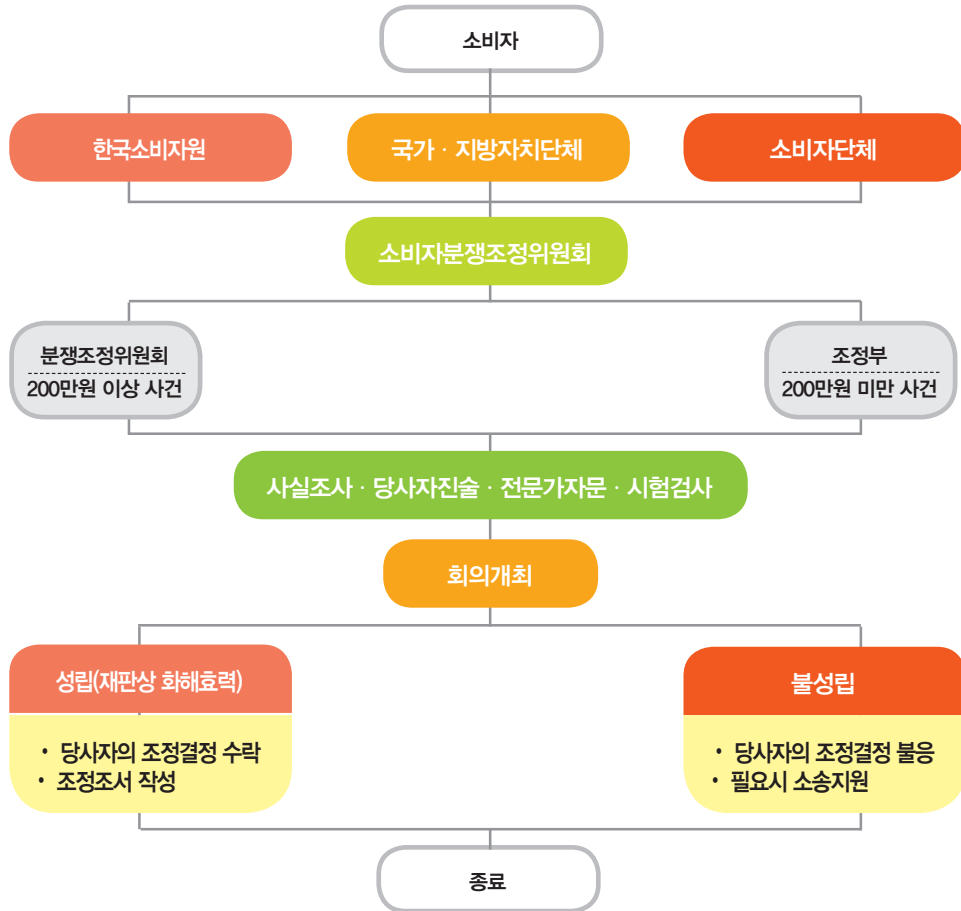 소비자
한국소비자원
국가 · 지방자치단체
소비자단체
소비자분쟁조정위원회
분쟁조정위원회
200만원 이상 사건
조정부
200만원 미만 사건
사실조사 · 당사자진술 · 전문가자문 · 시험검사
회의개최
성립(재판상 화해효력)
• 당사자의 조정결정 수락
• 조정조서 작성
불성립
• 당사자의 조정결정 불응
• 필요시 소송지원
종료